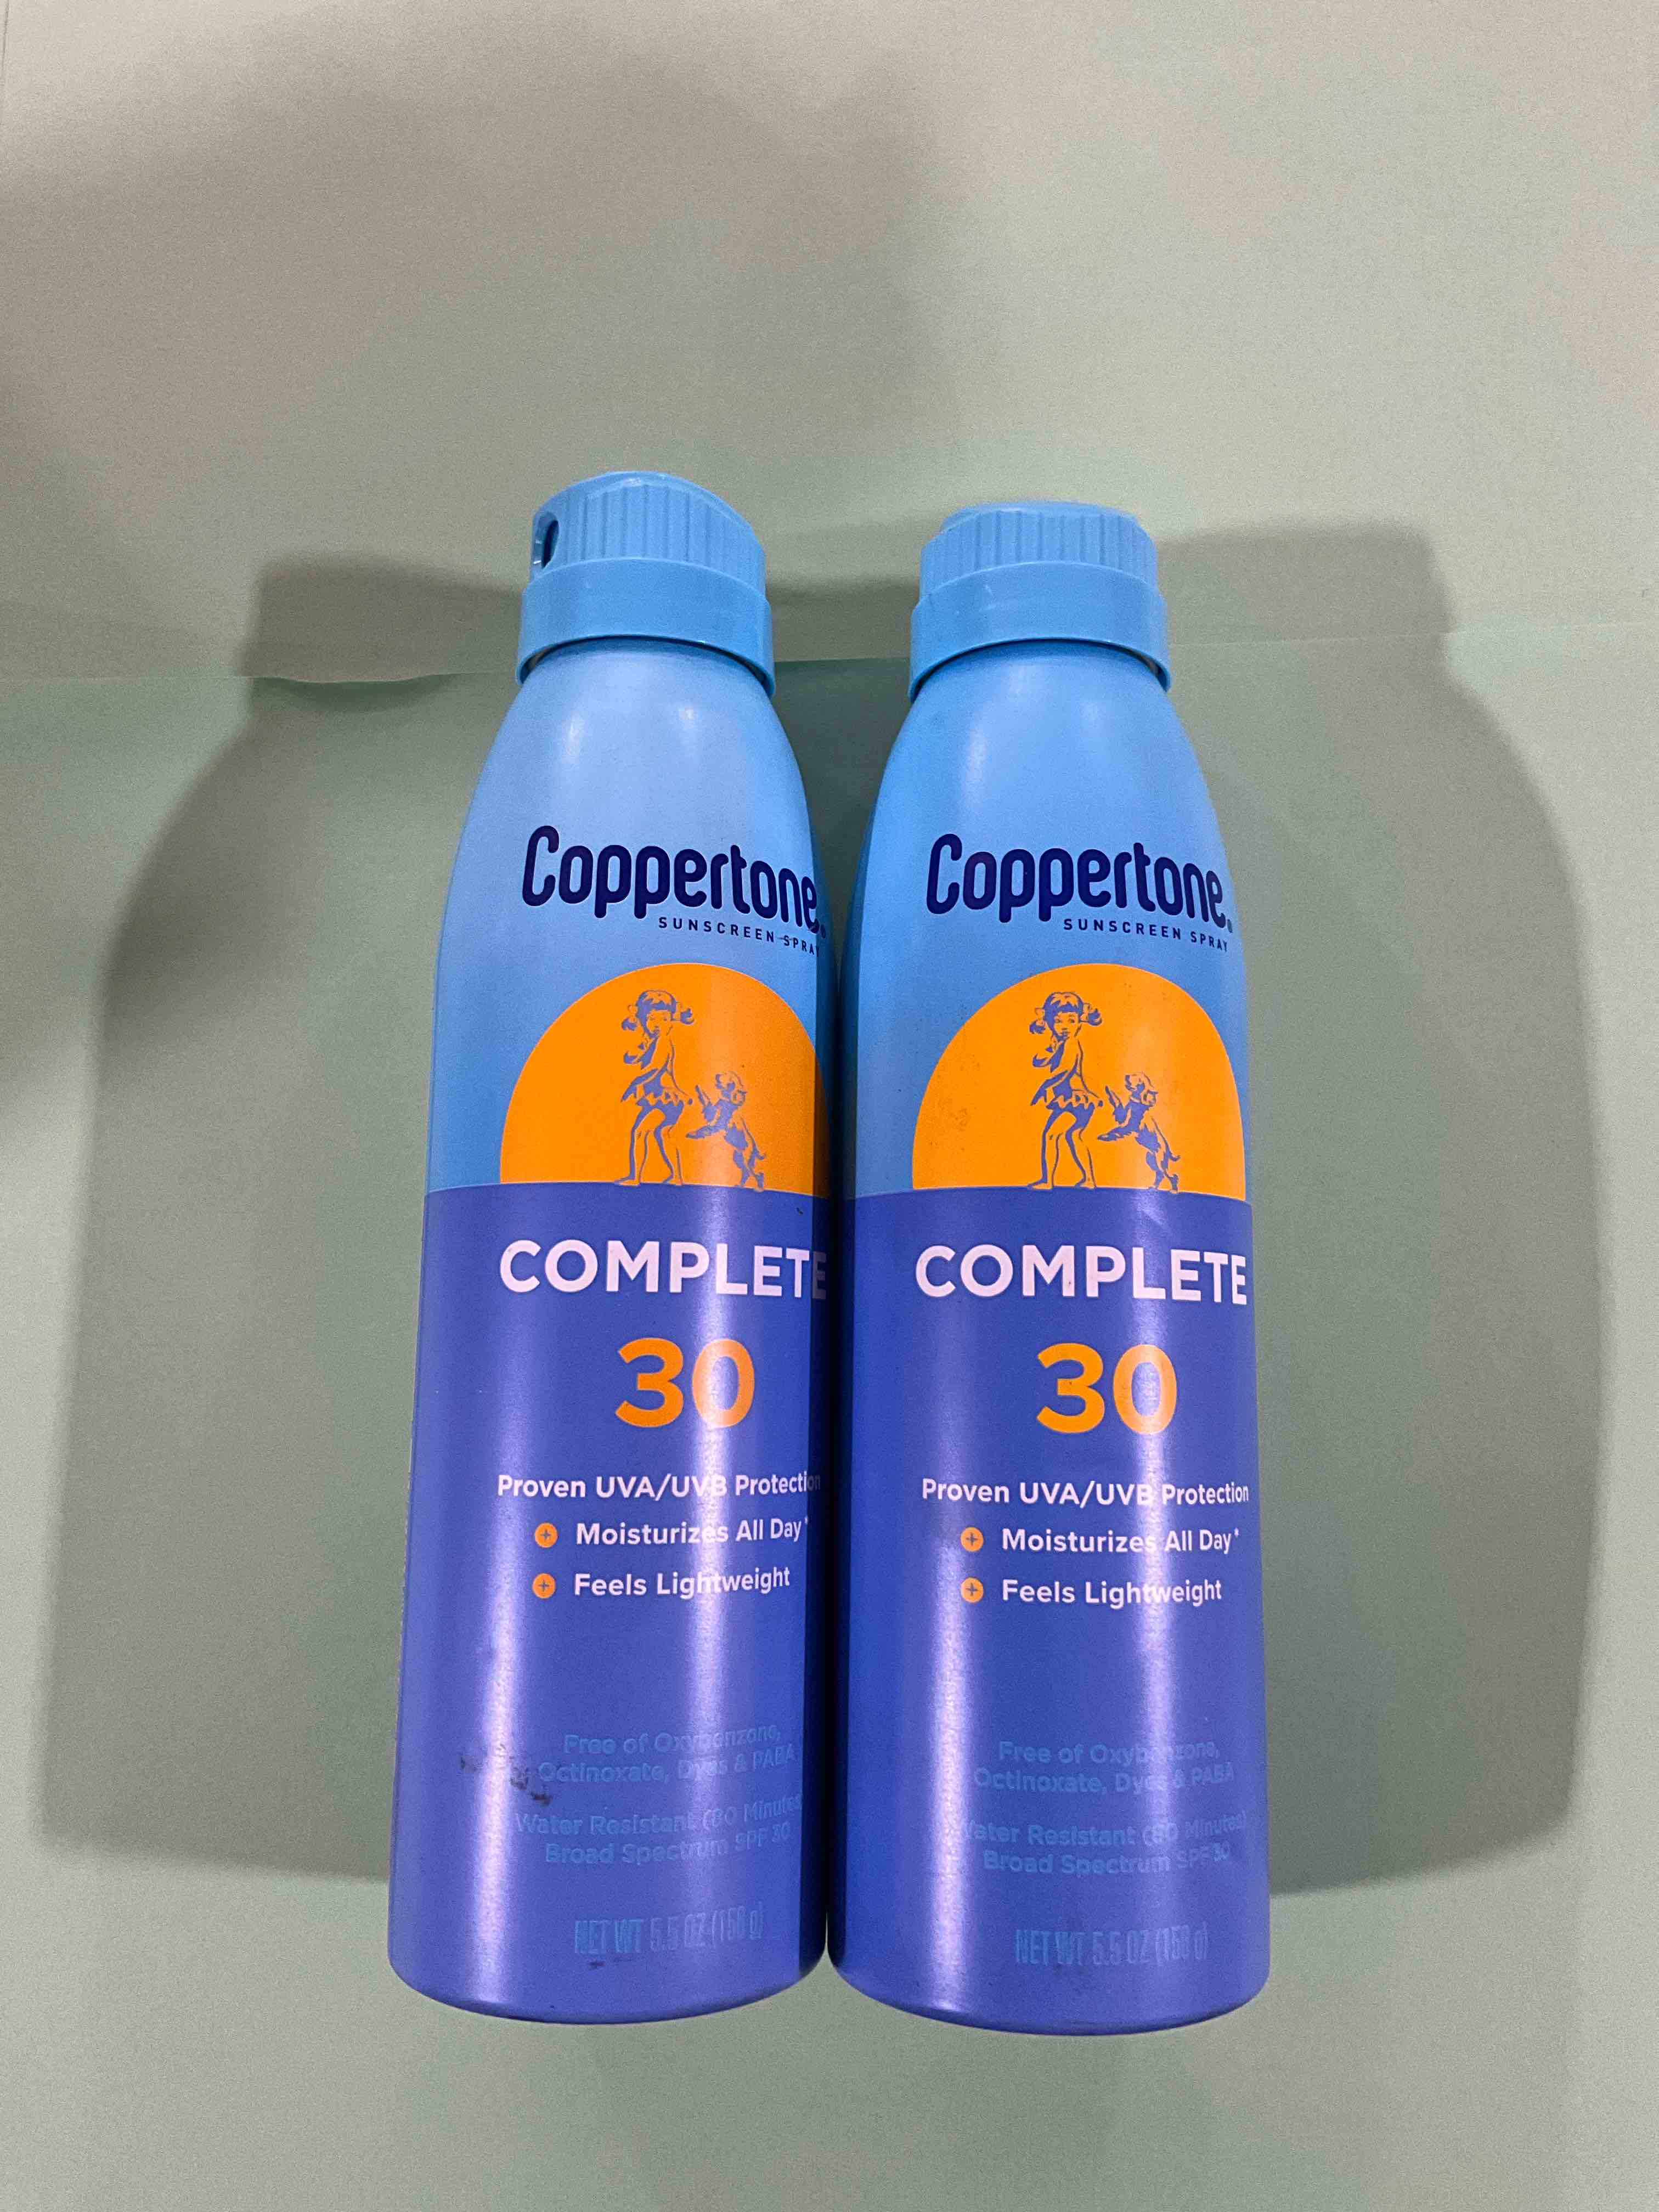 Coppertone.
SUNSCREEN SPRAY
COMPLETE
30
Proven UVA/UVB Protection
Moisturizes All Day*
Feels Lightweight
Free of Oxybenzone,
Octinoxate, Dyes & PABA
Water Resistant (80 Minutes)
Broad Spectrum SPF 30
NET WT 5.5 OZ (156 g)
Coppertone.
SUNSCREEN SPRAY
COMPLETE
30
Proven UVA/UVB Protection
Moisturizes All Day*
Feels Lightweight
Free of Oxybenzone,
Octinoxate, Dyes & PABA
Water Resistant (80 Minutes)
Broad Spectrum SPF 30
NET WT 5.5 OZ (156 g)